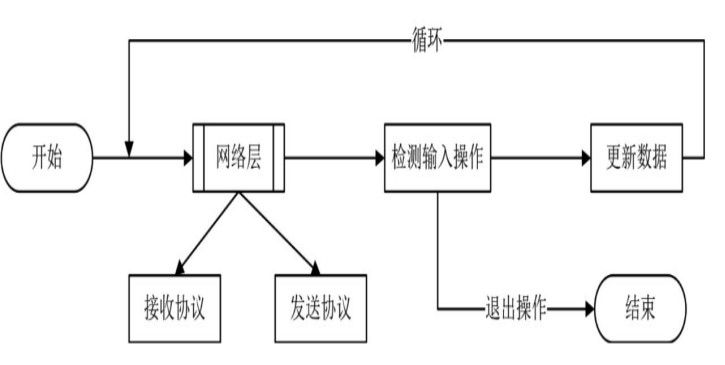 循环
开始
网络层
检测输入操作
更新数据
接收协议
发送协议
退出操作
结束